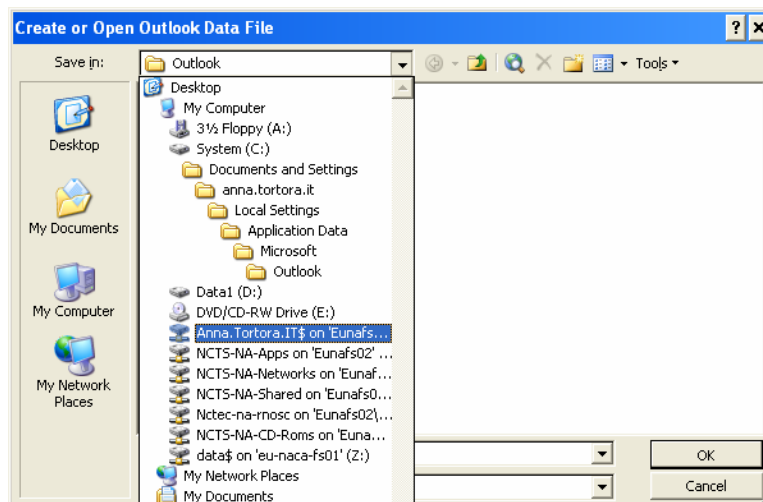 Create or Open Outlook Data File
Save in:
Outlook
Tools
Desktop
My Documents
My Computer
My Network
Places
Desktop
My Computer
3½ Floppy (A:)
System (C:)
Documents and Settings
anna.tortora.it
Local Settings
Application Data
Microsoft
Outlook
Data1 (D:)
DVD/CD-RW Drive (E:)
Anna.Tortora.IT$ on 'Eunafs...
NCTS-NA-Apps on 'Eunafs02' ...
NCTS-NA-Networks on 'Eunaf...
NCTS-NA-Shared on 'Eunafs0...
Nctec-na-rnosc on 'Eunafs02\...
NCTS-NA-CD-Roms on 'Euna...
data$ on 'eu-naca-fs01' (Z:)
My Network Places
My Documents
OK
Cancel